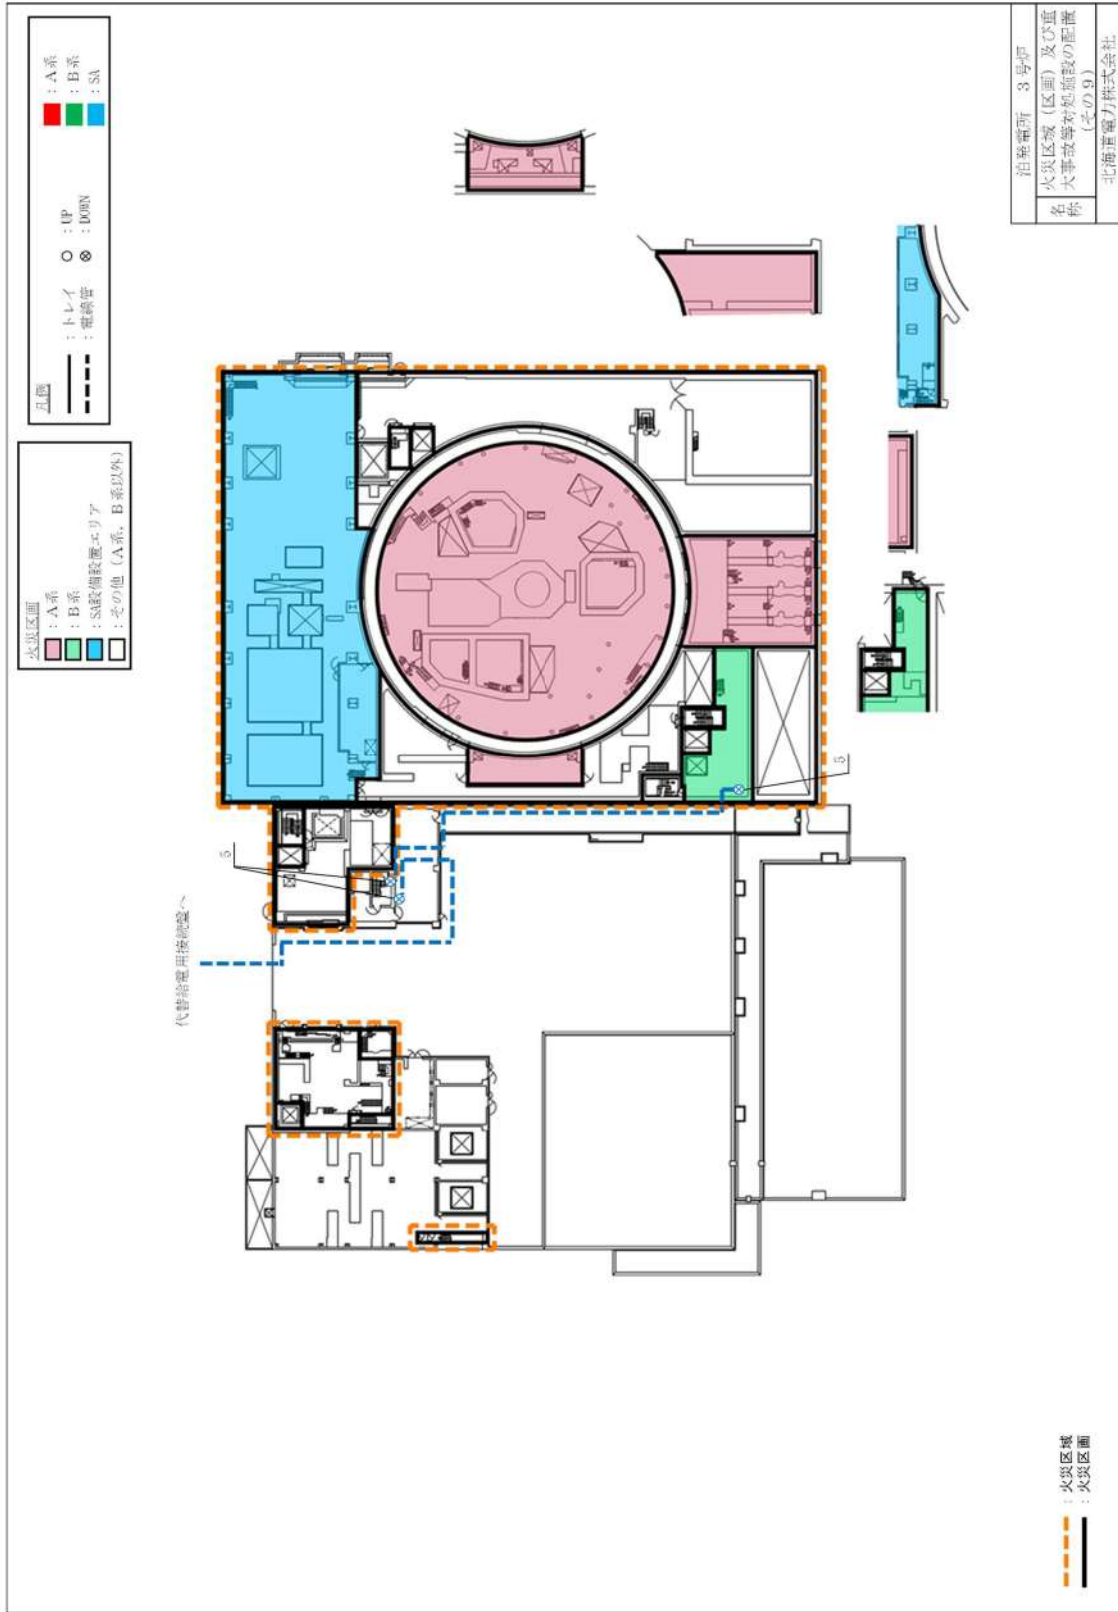 火災区画
: A系
: B系
: SA設備設置エリア
: その他（A系，B系以外）
凡例
: トレイ
: 電線管
○ : UP
⊗ : DOWN
: A系
: B系
: SA
代替給電用接続盤へ
5
5
: 火災区域
: 火災区画
泊発電所　3号炉
名称
火災区域（区画）及び重
大事故等対処施設の配置
（その9）
北海道電力株式会社